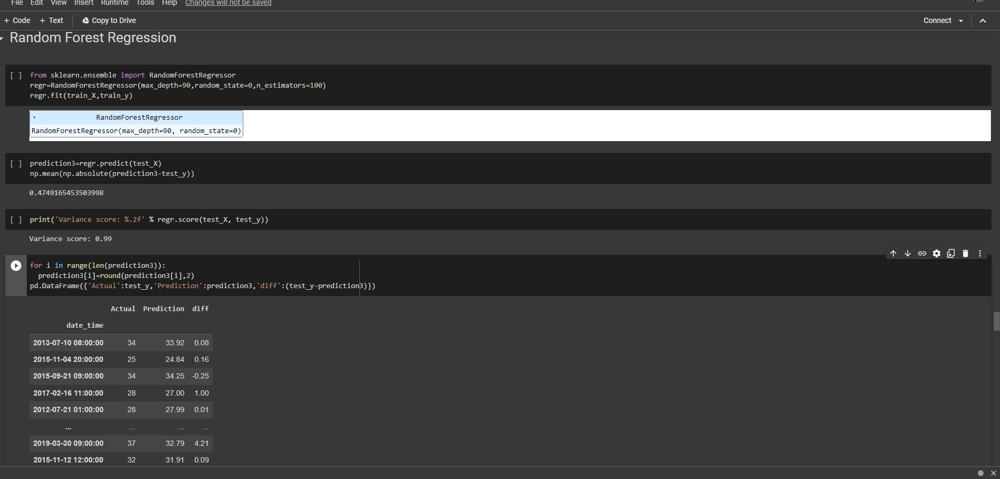 File Edit View Insert Runtime Tools Help Changes will not be saved
+ Code + Text Copy to Drive Connect
Random Forest Regression
[ ] from sklearn.ensemble import RandomForestRegressor
regr=RandomForestRegressor(max_depth=90,random_state=0,n_estimators=100)
regr.fit(train_X,train_y)
RandomForestRegressor
RandomForestRegressor(max_depth=90, random_state=0)
[ ] prediction3=regr.predict(test_X)
np.mean(np.absolute(prediction3-test_y))
0.4749165453503998
[ ] print('Variance score: %.2f' % regr.score(test_X, test_y))
Variance score: 0.99
for i in range(len(prediction3)):
prediction3[i]=round(prediction3[i],2)
pd.DataFrame({'Actual':test_y,'Prediction':prediction3,'diff':(test_y-prediction3)})
Actual Prediction diff
date_time
2013-07-10 08:00:00 34 33.92 0.08
2015-11-04 20:00:00 25 24.84 0.16
2015-09-21 09:00:00 34 34.25 -0.25
2017-02-16 11:00:00 28 27.00 1.00
2012-07-21 01:00:00 28 27.99 0.01
... ... ... ...
2019-03-30 09:00:00 37 32.79 4.21
2015-11-12 12:00:00 32 31.91 0.09